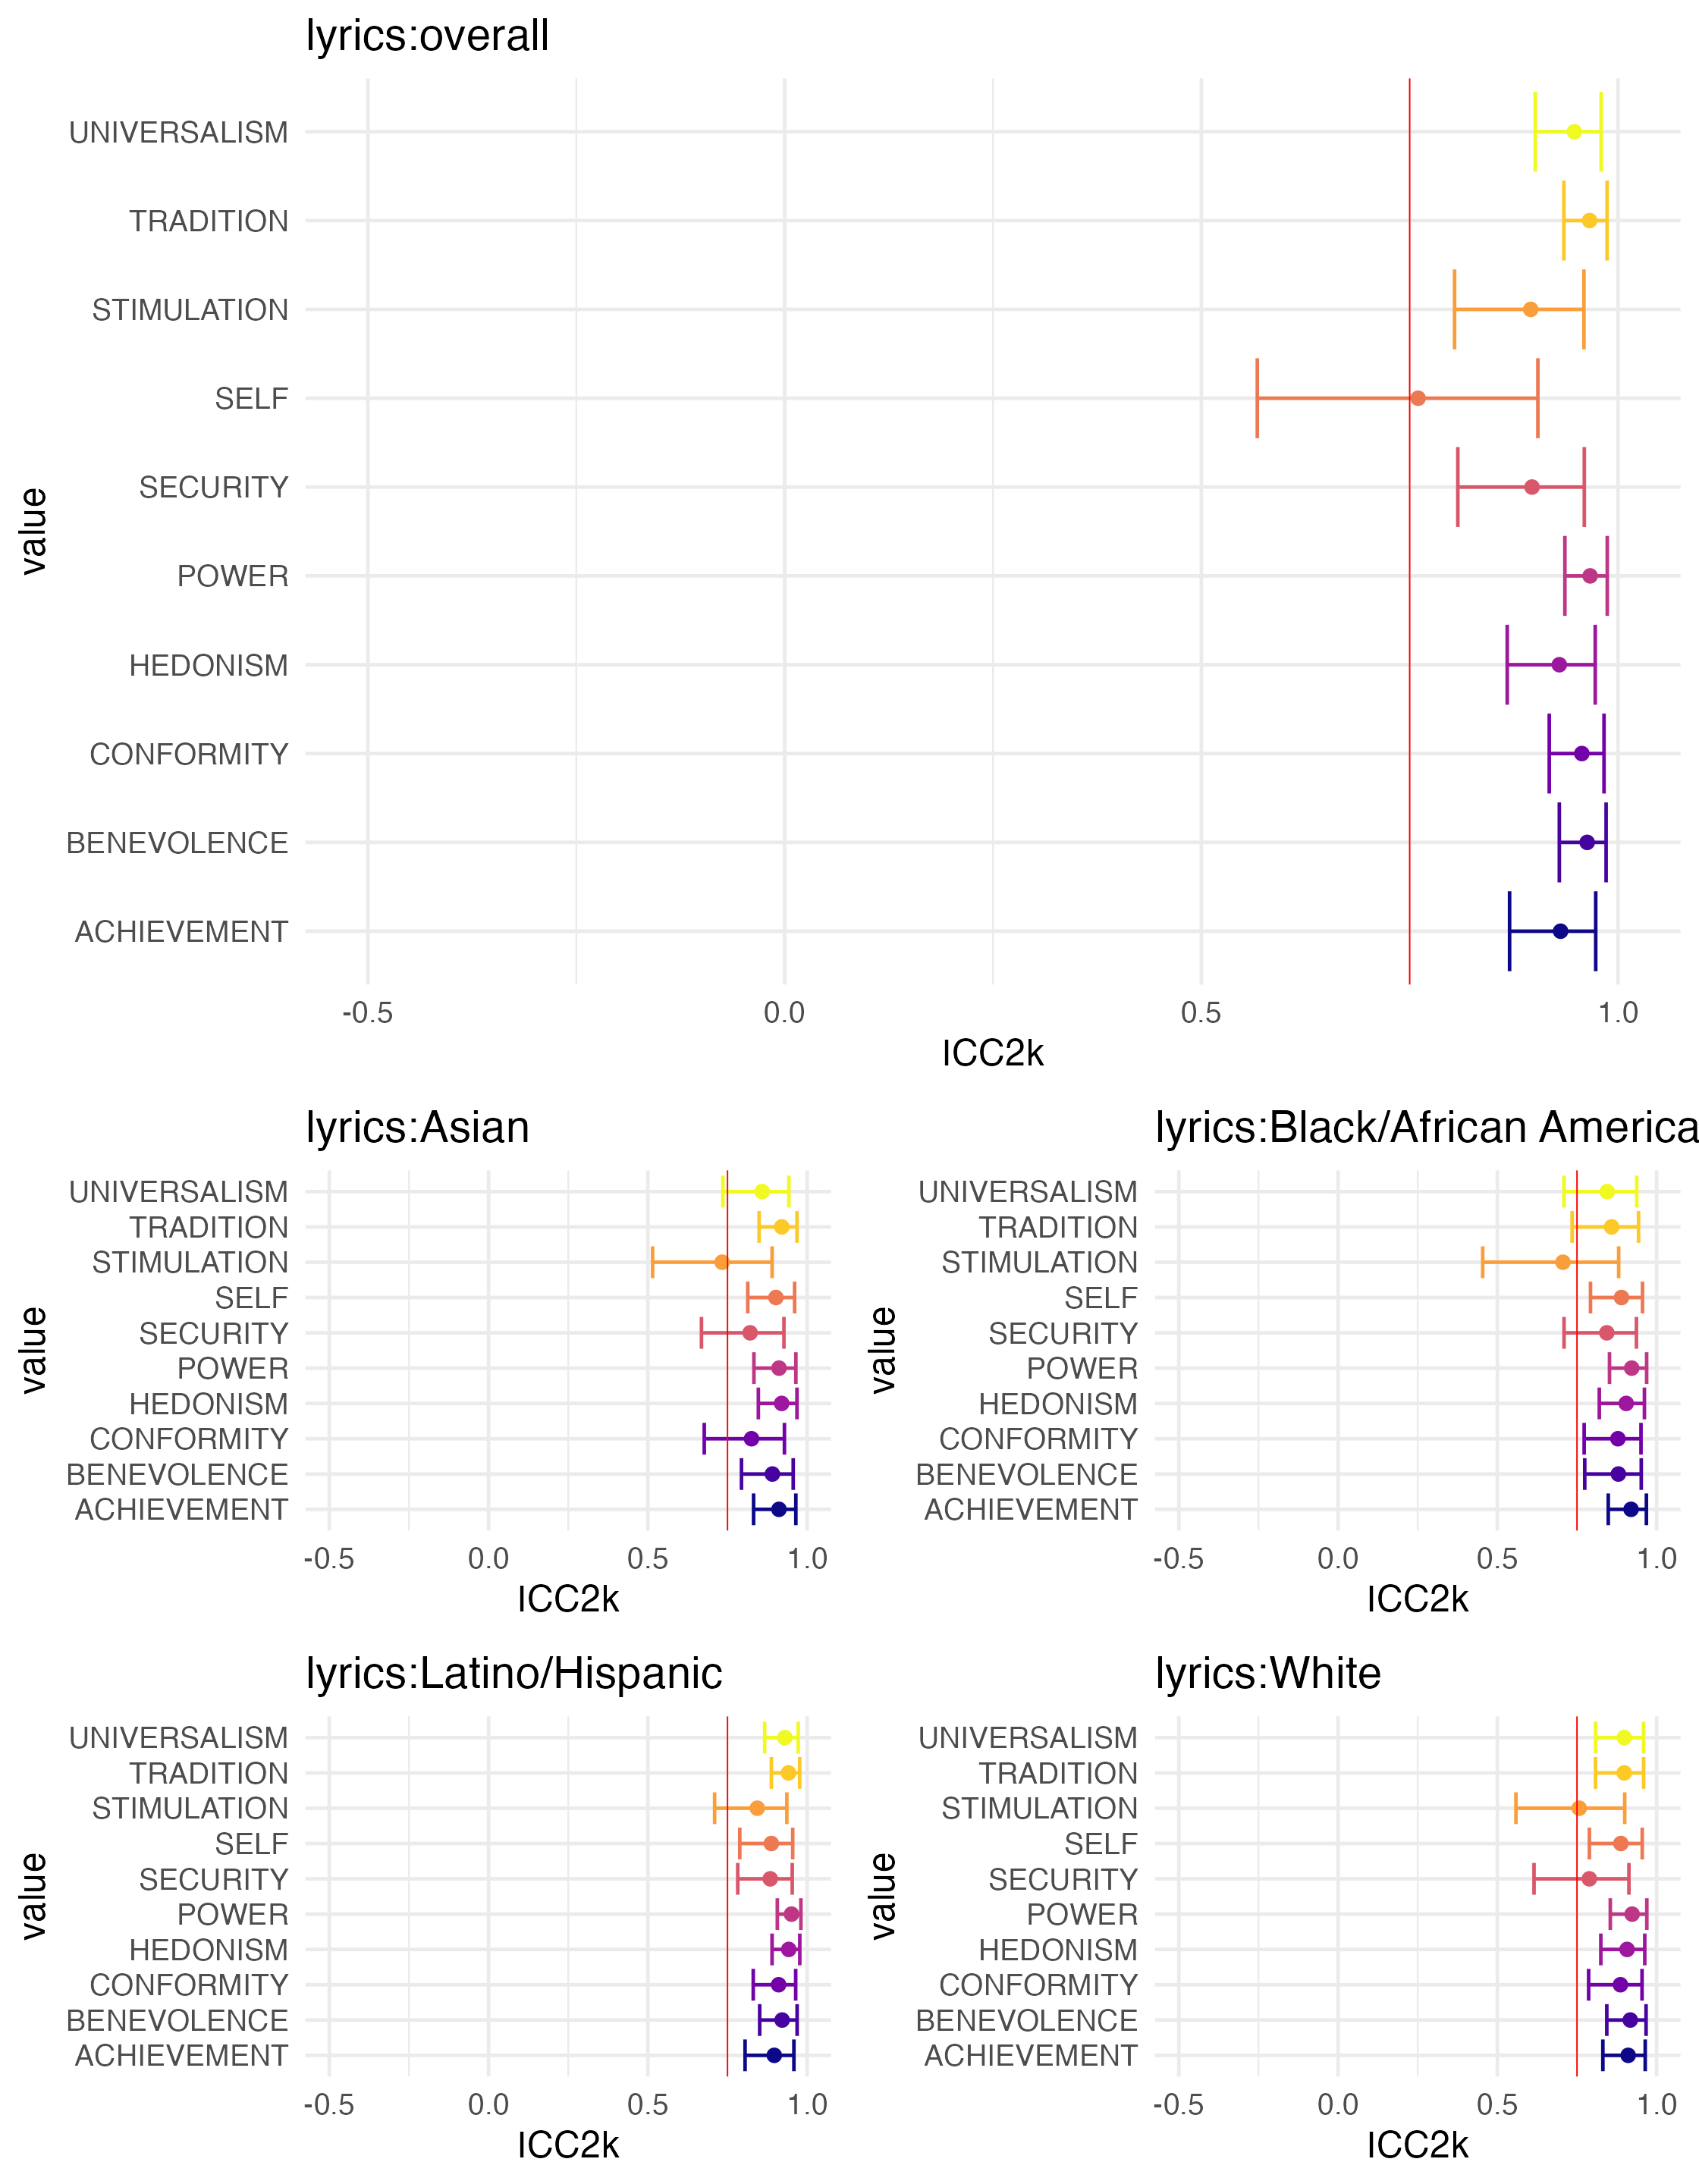 lyrics:overall
value
UNIVERSALISM
TRADITION
STIMULATION
SELF
SECURITY
POWER
HEDONISM
CONFORMITY
BENEVOLENCE
ACHIEVEMENT
-0.5 0.0 0.5 1.0
ICC2k
lyrics:Asian
value
UNIVERSALISM
TRADITION
STIMULATION
SELF
SECURITY
POWER
HEDONISM
CONFORMITY
BENEVOLENCE
ACHIEVEMENT
-0.5 0.0 0.5 1.0
ICC2k
lyrics:Black/African America
value
UNIVERSALISM
TRADITION
STIMULATION
SELF
SECURITY
POWER
HEDONISM
CONFORMITY
BENEVOLENCE
ACHIEVEMENT
-0.5 0.0 0.5 1.0
ICC2k
lyrics:Latino/Hispanic
value
UNIVERSALISM
TRADITION
STIMULATION
SELF
SECURITY
POWER
HEDONISM
CONFORMITY
BENEVOLENCE
ACHIEVEMENT
-0.5 0.0 0.5 1.0
ICC2k
lyrics:White
value
UNIVERSALISM
TRADITION
STIMULATION
SELF
SECURITY
POWER
HEDONISM
CONFORMITY
BENEVOLENCE
ACHIEVEMENT
-0.5 0.0 0.5 1.0
ICC2k